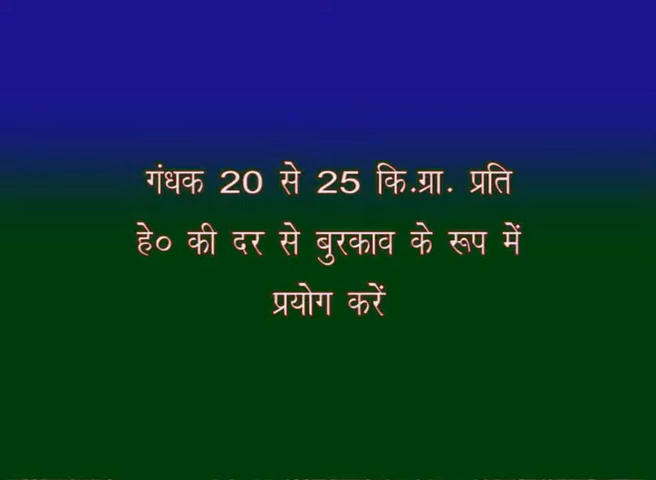 गंधक 20 से 25 कि.ग्रा. प्रति
हे० की दर से बुरकाव के रूप में
प्रयोग करें